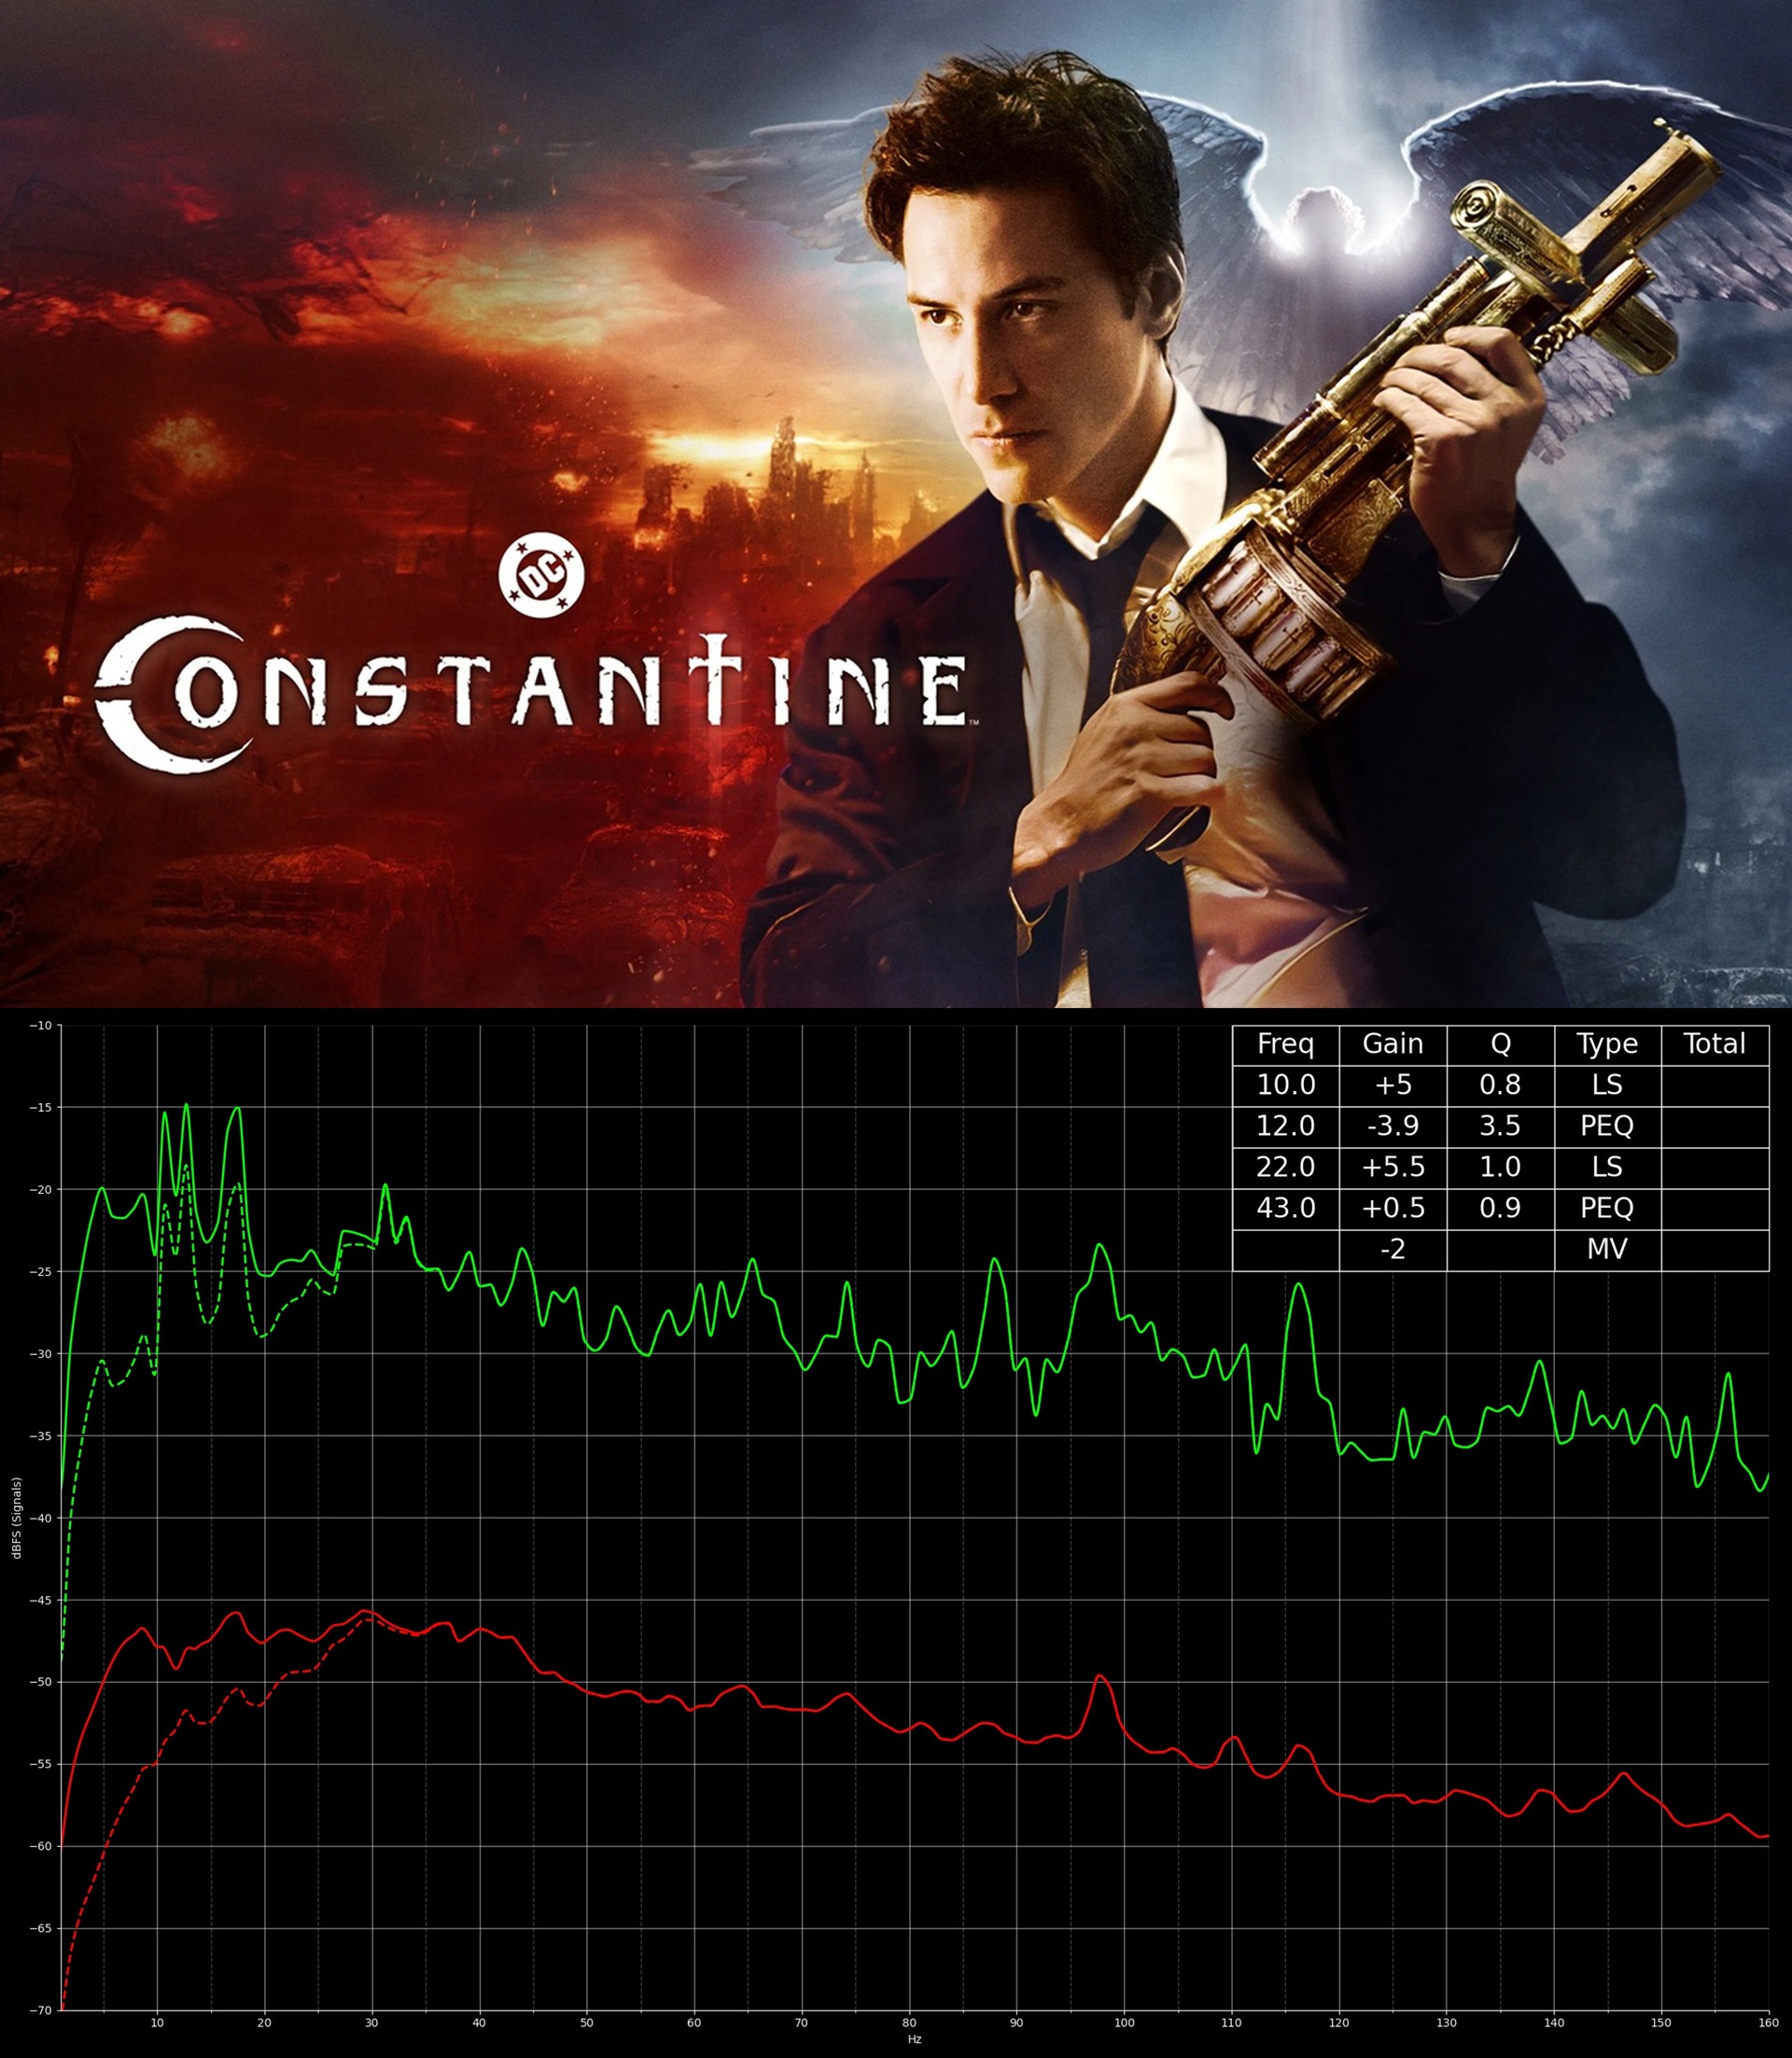 DC
CONSTANTINE™
Freq Gain Q Type Total
10.0 +5 0.8 LS
12.0 -3.9 3.5 PEQ
22.0 +5.5 1.0 LS
43.0 +0.5 0.9 PEQ
-2 MV
−10
−15
−20
−25
−30
−35
−40
−45
−50
−55
−60
−65
−70
dBFS (Signals)
10 20 30 40 50 60 70 80 90 100 110 120 130 140 150 160
Hz